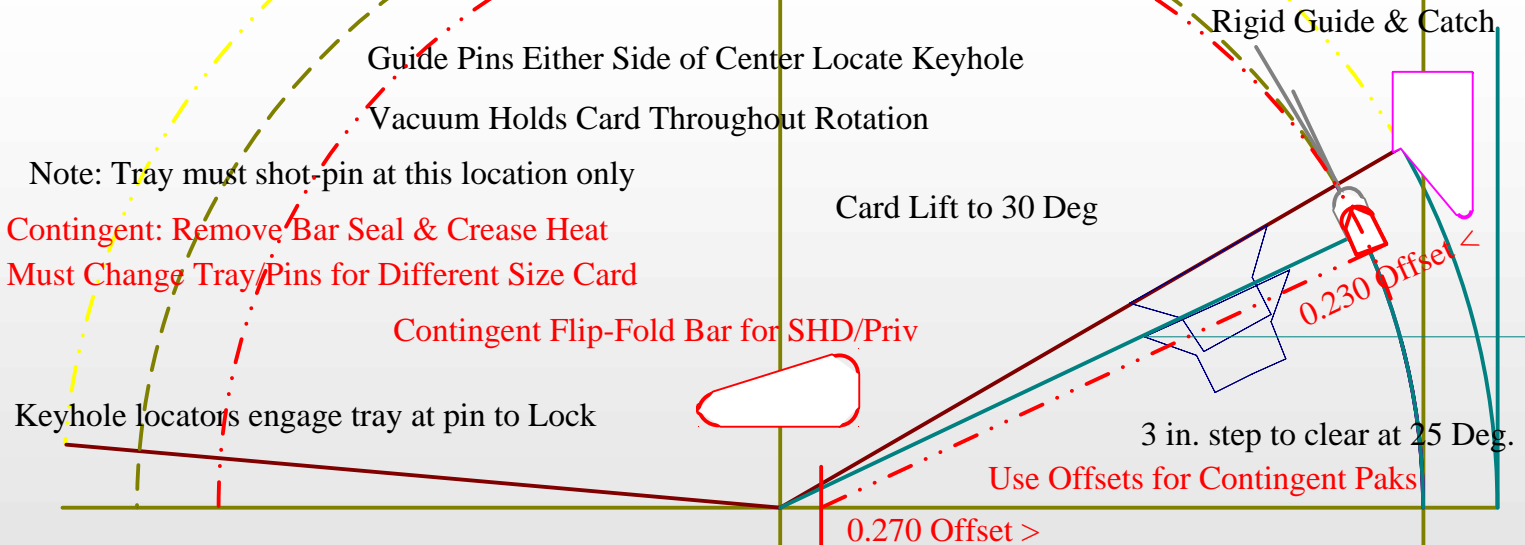 Rigid Guide & Catch
Guide Pins Either Side of Center Locate Keyhole
Vacuum Holds Card Throughout Rotation
Note: Tray must shot-pin at this location only
Card Lift to 30 Deg
Contingent: Remove Bar Seal & Crease Heat
Must Change Tray/Pins for Different Size Card
0.230 Offset <
Contingent Flip-Fold Bar for SHD/Priv
Keyhole locators engage tray at pin to Lock
3 in. step to clear at 25 Deg.
Use Offsets for Contingent Paks
0.270 Offset >